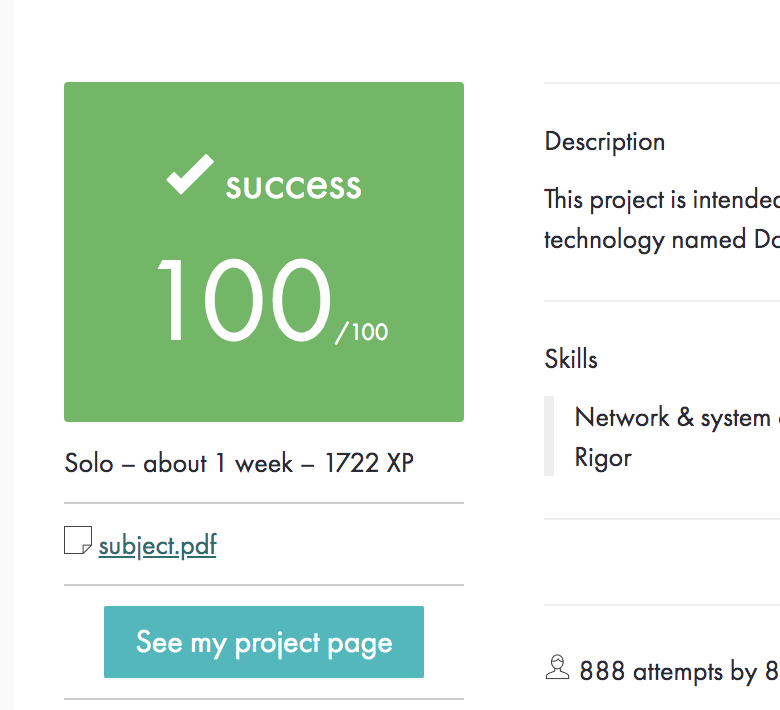 success
100/100
Solo – about 1 week – 1722 XP
subject.pdf
See my project page
Description
This project is intended
technology named Do
Skills
Network & system
Rigor
888 attempts by 8